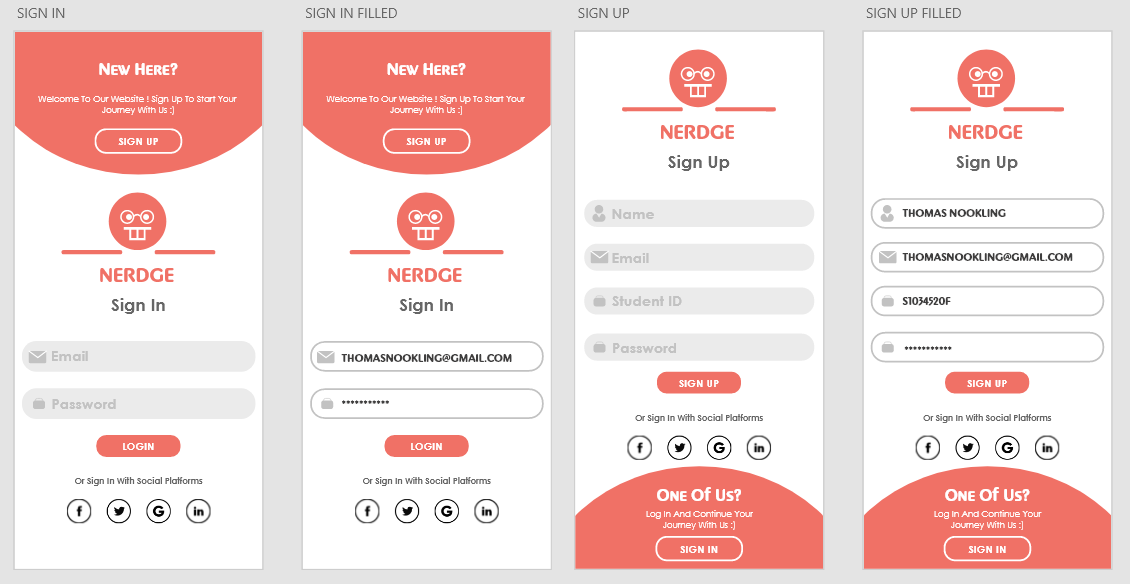 SIGN IN
New Here?
Welcome To Our Website ! Sign Up To Start Your
Journey With Us :]
SIGN UP
NERDGE
Sign In
Email
Password
LOGIN
Or Sign In With Social Platforms
f
G
in
SIGN IN FILLED
New Here?
Welcome To Our Website ! Sign Up To Start Your
Journey With Us :]
SIGN UP
NERDGE
Sign In
THOMASNOOKLING@GMAIL.COM
***********
LOGIN
Or Sign In With Social Platforms
f
G
in
SIGN UP
NERDGE
Sign Up
Name
Email
Student ID
Password
SIGN UP
Or Sign In With Social Platforms
f
G
in
One Of Us?
Log In And Continue Your
Journey With Us :]
SIGN IN
SIGN UP FILLED
NERDGE
Sign Up
THOMAS NOOKLING
THOMASNOOKLING@GMAIL.COM
S1034520F
***********
SIGN UP
Or Sign In With Social Platforms
f
G
in
One Of Us?
Log In And Continue Your
Journey With Us :]
SIGN IN